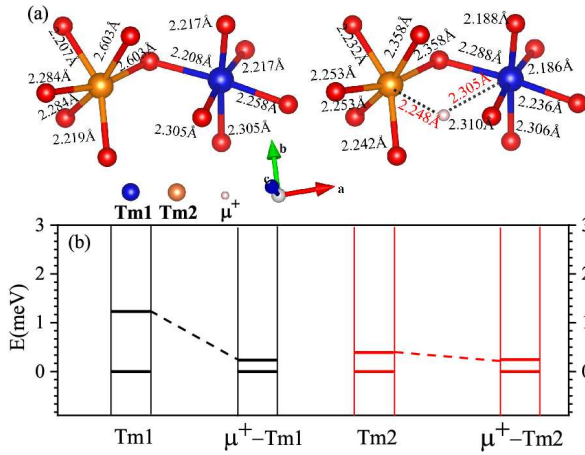 (a)
2.207Å
2.603Å
2.603Å
2.217Å
2.208Å
2.217Å
2.284Å
2.284Å
2.258Å
2.219Å
2.305Å
2.305Å
2.232Å
2.358Å
2.358Å
2.188Å
2.288Å
2.186Å
2.253Å
2.253Å
2.305Å
2.236Å
2.248Å
2.310Å
2.306Å
2.242Å
b
c
a
Tm1 Tm2 μ+
(b)
E(meV)
3
2
1
0
3
2
1
0
Tm1 μ+−Tm1 Tm2 μ+−Tm2